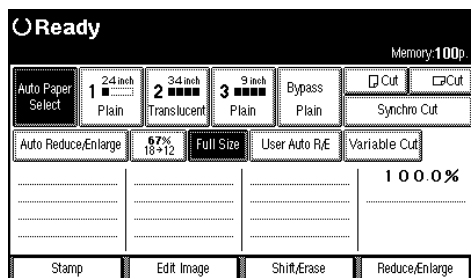 Ready
Memory:100p.
Auto Paper Select
1 24 inch Plain
2 34 inch Translucent
3 9 inch Plain
Bypass Plain
Cut
Cut
Synchro Cut
Auto Reduce/Enlarge
67% 18→12
Full Size
User Auto R/E
Variable Cut
100.0%
Stamp
Edit Image
Shift/Erase
Reduce/Enlarge